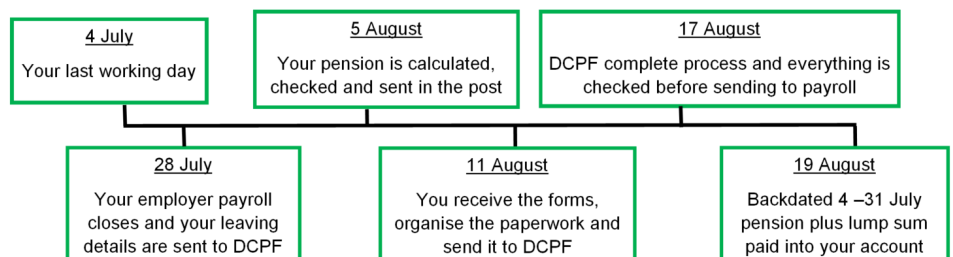 4 July
Your last working day
5 August
Your pension is calculated,
checked and sent in the post
17 August
DCPF complete process and everything is
checked before sending to payroll
28 July
Your employer payroll
closes and your leaving
details are sent to DCPF
11 August
You receive the forms,
organise the paperwork and
send it to DCPF
19 August
Backdated 4 –31 July
pension plus lump sum
paid into your account